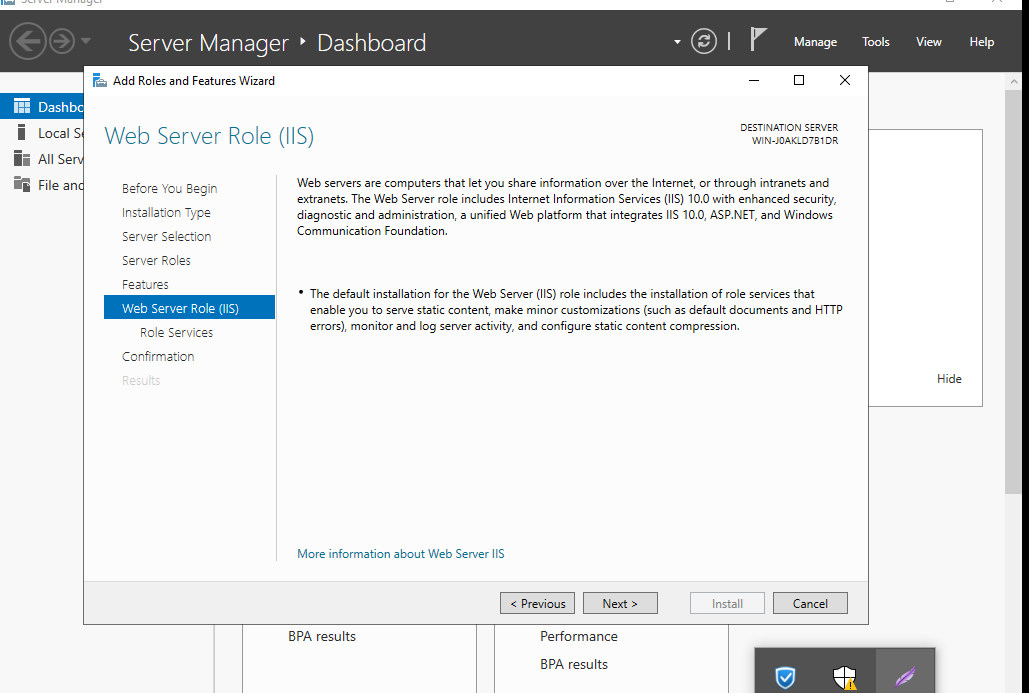 Server Manager
Server Manager Dashboard
Manage Tools View Help
Add Roles and Features Wizard
Dashbo
Local Se
All Serv
File and
Web Server Role (IIS)
DESTINATION SERVER
WIN-J0AKLD7B1DR
Before You Begin
Installation Type
Server Selection
Server Roles
Features
Web Server Role (IIS)
Role Services
Confirmation
Results
Web servers are computers that let you share information over the Internet, or through intranets and
extranets. The Web Server role includes Internet Information Services (IIS) 10.0 with enhanced security,
diagnostic and administration, a unified Web platform that integrates IIS 10.0, ASP.NET, and Windows
Communication Foundation.
• The default installation for the Web Server (IIS) role includes the installation of role services that
enable you to serve static content, make minor customizations (such as default documents and HTTP
errors), monitor and log server activity, and configure static content compression.
Hide
More information about Web Server IIS
< Previous Next > Install Cancel
BPA results
Performance
BPA results